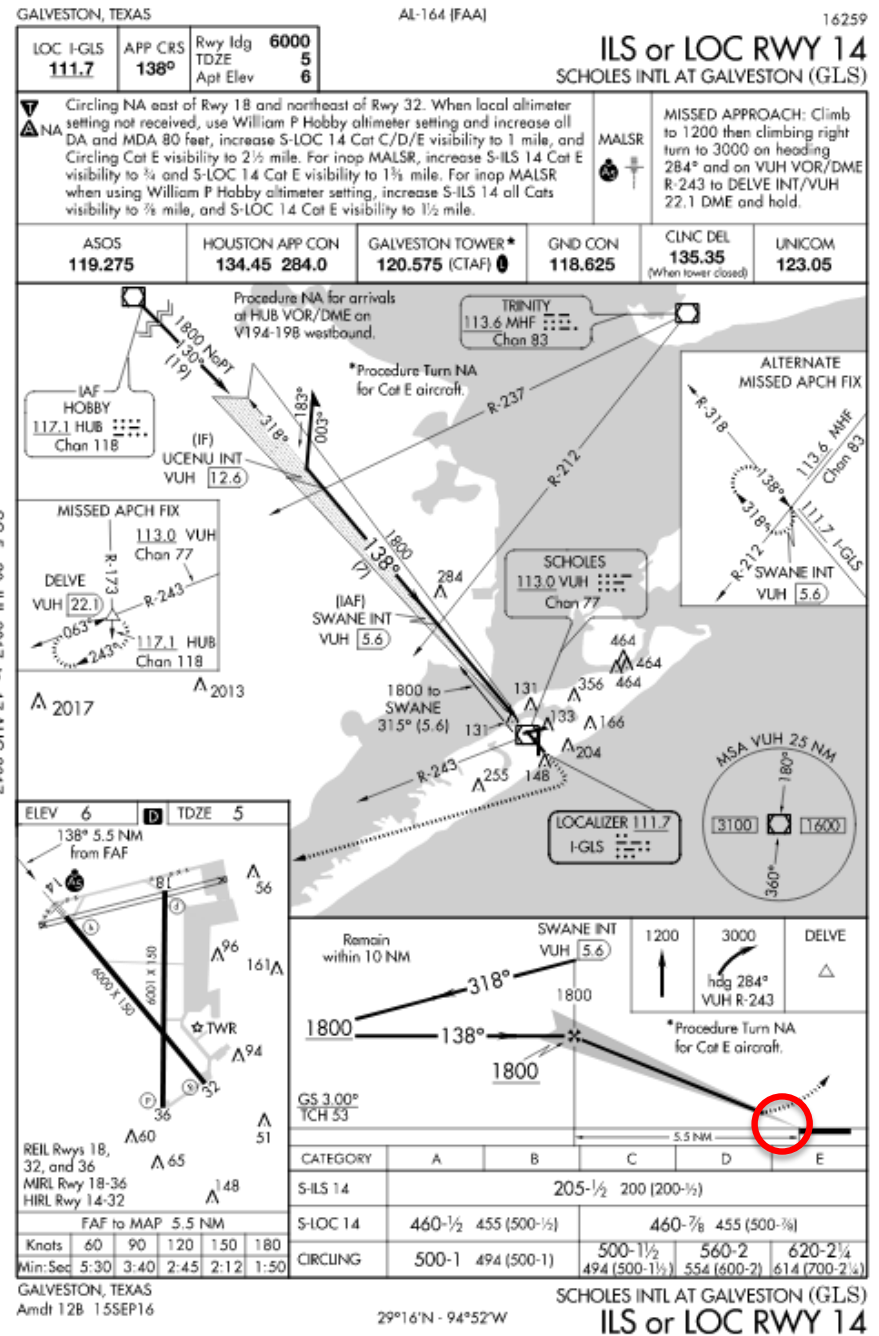 GALVESTON, TEXAS
AL-164 (FAA)
16259
LOC I-GLS
111.7
APP CRS
138°
Rwy ldg 6000
TDZE 5
Apt Elev 6
ILS or LOC RWY 14
SCHOLES INTL AT GALVESTON (GLS)
T
A NA
Circling NA east of Rwy 18 and northeast of Rwy 32. When local altimeter
setting not received, use William P Hobby altimeter setting and increase all
DA and MDA 80 feet, increase S-LOC 14 Cat C/D/E visibility to 1 mile, and
Circling Cat E visibility to 2½ mile. For inop MALSR, increase S-ILS 14 Cat E
visibility to ¾ and S-LOC 14 Cat E visibility to 1⅜ mile. For inop MALSR
when using William P Hobby altimeter setting, increase S-ILS 14 all Cats
visibility to ⅞ mile, and S-LOC 14 Cat E visibility to 1½ mile.
MALSR
A5
MISSED APPROACH: Climb
to 1200 then climbing right
turn to 3000 on heading
284° and on VUH VOR/DME
R-243 to DELVE INT/VUH
22.1 DME and hold.
ASOS
119.275
HOUSTON APP CON
134.45 284.0
GALVESTON TOWER*
120.575 (CTAF) L
GND CON
118.625
CLNC DEL
135.35
(When tower closed)
UNICOM
123.05
Procedure NA for arrivals
at HUB VOR/DME on
V194-198 westbound.
TRINITY
113.6 MHF
Chan 83
1800 NoPT
130°
(19)
*Procedure Turn NA
for Cat E aircraft.
IAF
HOBBY
117.1 HUB
Chan 118
R-237
R-212
183°
003°
318°
(IF)
UCENU INT
VUH 12.6
ALTERNATE
MISSED APCH FIX
R-318
113.6 MHF
Chan 83
138°
318°
111.7 I-GLS
R-212
SWANE INT
VUH 5.6
MISSED APCH FIX
113.0 VUH
Chan 77
R-173
DELVE
VUH 22.1
R-243
063°
243°
117.1 HUB
Chan 118
1800
138°
(7)
284
(IAF)
SWANE INT
VUH 5.6
SCHOLES
113.0 VUH
Chan 77
2017
2013
1800 to
SWANE
315° (5.6)
464
464
464
131
356
131
133
166
204
148
255
R-243
MSA VUH 25 NM
180°
3100
1600
360°
LOCALIZER 111.7
I-GLS
ELEV 6
D
TDZE 5
138° 5.5 NM
from FAF
A5
14
18
56
96
161
6000 X 150
6001 X 150
TWR
94
32
36
60
51
65
148
REIL Rwys 18,
32, and 36
MIRL Rwy 18-36
HIRL Rwy 14-32
FAF to MAP 5.5 NM
Knots 60 90 120 150 180
Min:Sec 5:30 3:40 2:45 2:12 1:50
Remain
within 10 NM
SWANE INT
VUH 5.6
318°
1800
1800
138°
1800
GS 3.00°
TCH 53
1200
3000
hdg 284°
VUH R-243
DELVE
*Procedure Turn NA
for Cat E aircraft.
5.5 NM
CATEGORY A B C D E
S-ILS 14 205-½ 200 (200-½)
S-LOC 14 460-½ 455 (500-½) 460-⅞ 455 (500-⅞)
CIRCLING 500-1 494 (500-1) 500-1½ 494 (500-1½) 560-2 554 (600-2) 620-2¼ 614 (700-2¼)
GALVESTON, TEXAS
Amdt 12B 15SEP16
29°16'N - 94°52'W
SCHOLES INTL AT GALVESTON (GLS)
ILS or LOC RWY 14